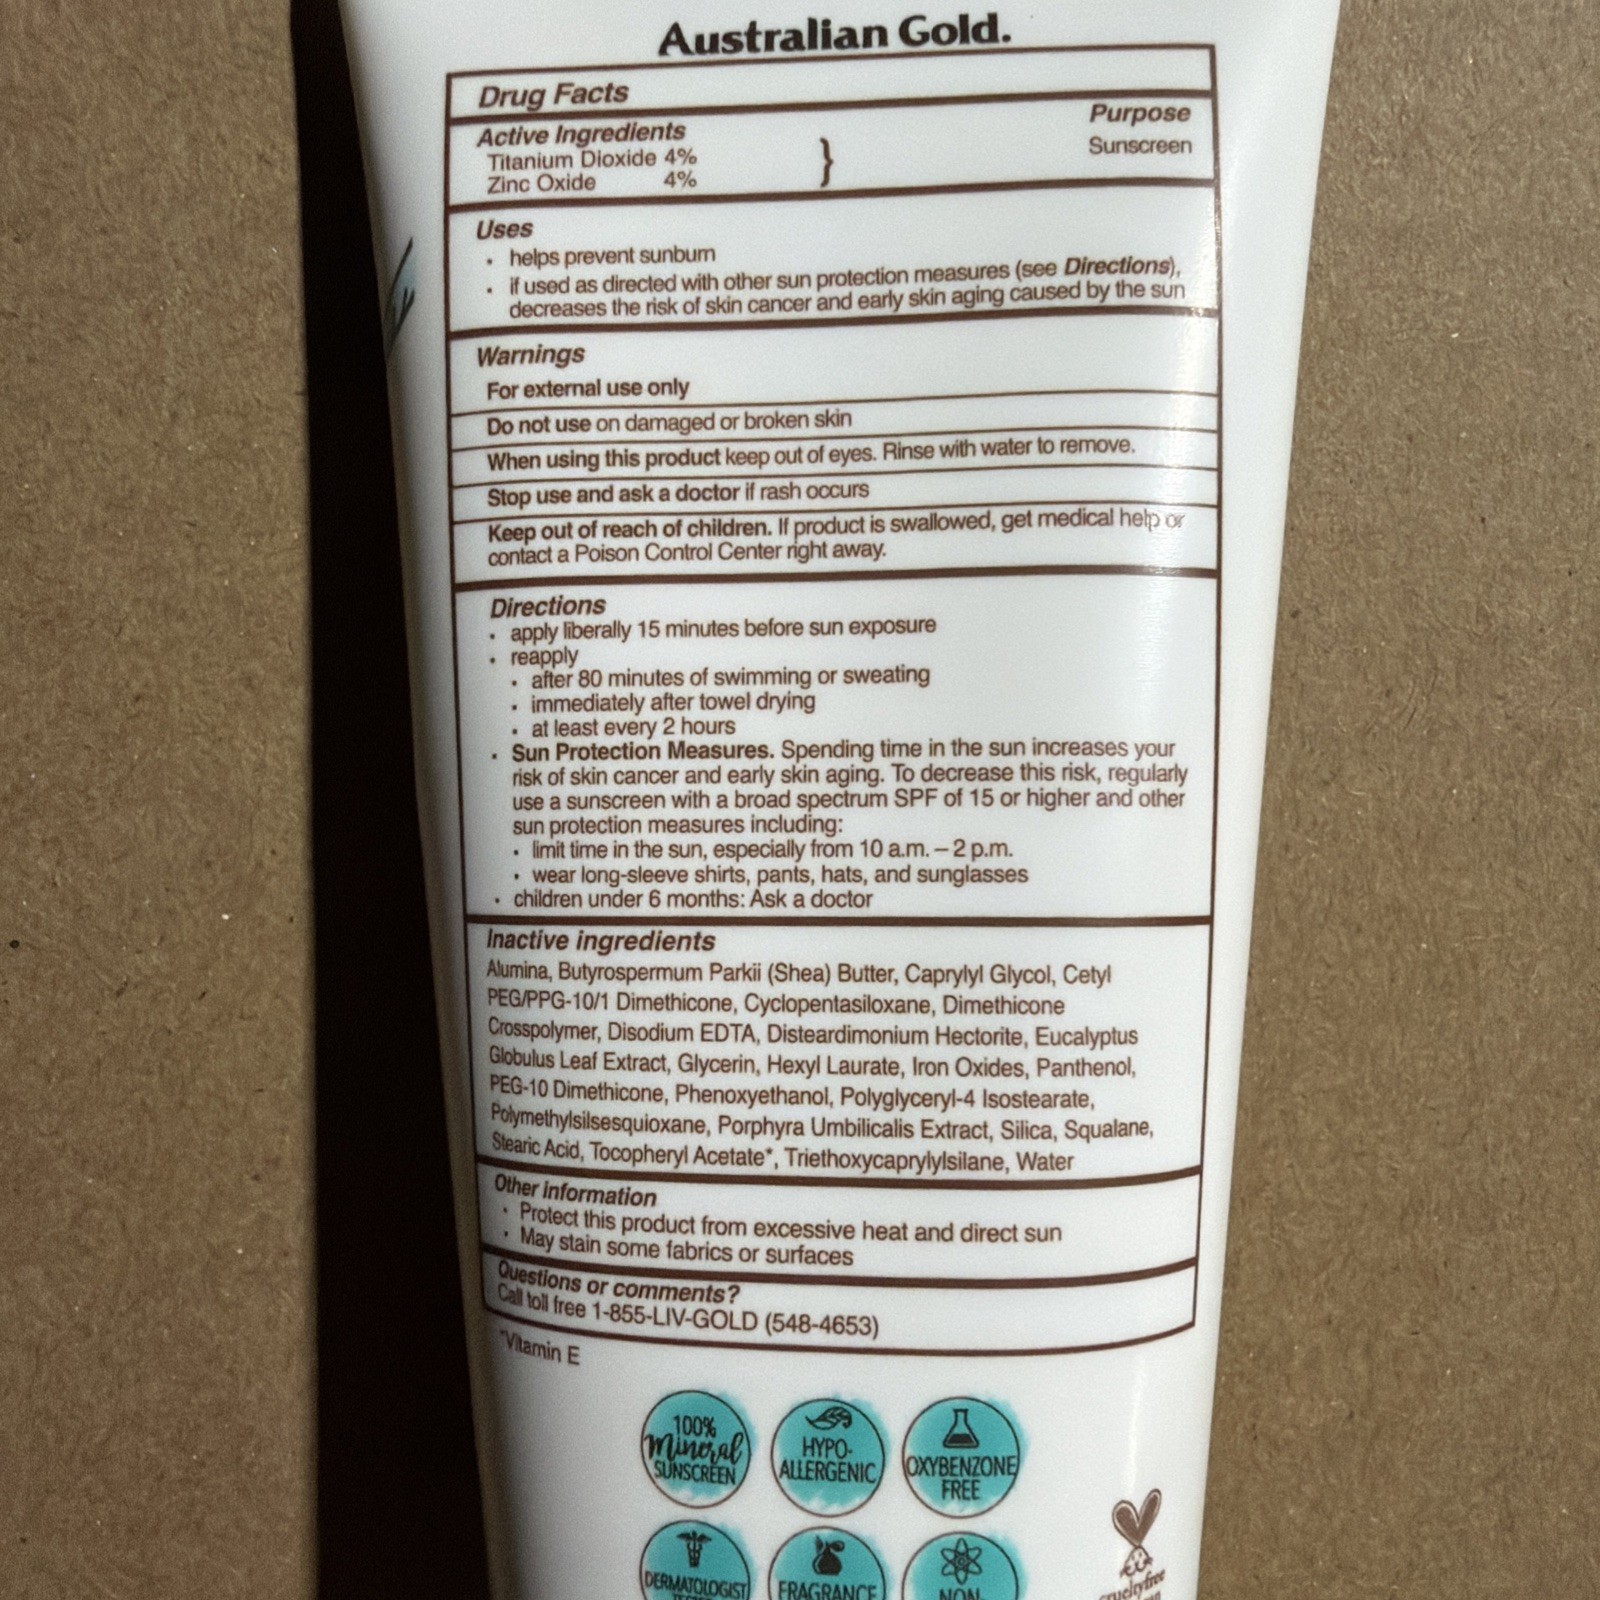 Australian Gold.
Drug Facts
Active Ingredients
Purpose
Titanium Dioxide 4%
Sunscreen
Zinc Oxide 4%
}
Uses
• helps prevent sunburn
• if used as directed with other sun protection measures (see Directions),
decreases the risk of skin cancer and early skin aging caused by the sun
Warnings
For external use only
Do not use on damaged or broken skin
When using this product keep out of eyes. Rinse with water to remove.
Stop use and ask a doctor if rash occurs
Keep out of reach of children. If product is swallowed, get medical help or
contact a Poison Control Center right away.
Directions
• apply liberally 15 minutes before sun exposure
• reapply
• after 80 minutes of swimming or sweating
• immediately after towel drying
• at least every 2 hours
• Sun Protection Measures. Spending time in the sun increases your
risk of skin cancer and early skin aging. To decrease this risk, regularly
use a sunscreen with a broad spectrum SPF of 15 or higher and other
sun protection measures including:
• limit time in the sun, especially from 10 a.m. – 2 p.m.
• wear long-sleeve shirts, pants, hats, and sunglasses
• children under 6 months: Ask a doctor
Inactive ingredients
Alumina, Butyrospermum Parkii (Shea) Butter, Caprylyl Glycol, Cetyl
PEG/PPG-10/1 Dimethicone, Cyclopentasiloxane, Dimethicone
Crosspolymer, Disodium EDTA, Disteardimonium Hectorite, Eucalyptus
Globulus Leaf Extract, Glycerin, Hexyl Laurate, Iron Oxides, Panthenol,
PEG-10 Dimethicone, Phenoxyethanol, Polyglyceryl-4 Isostearate,
Polymethylsilsesquioxane, Porphyra Umbilicalis Extract, Silica, Squalane,
Stearic Acid, Tocopheryl Acetate*, Triethoxycaprylylsilane, Water
Other information
• Protect this product from excessive heat and direct sun
• May stain some fabrics or surfaces
Questions or comments?
Call toll free 1-855-LIV-GOLD (548-4653)
*Vitamin E
100%
Mineral
SUNSCREEN
HYPO-
ALLERGENIC
OXYBENZONE
FREE
DERMATOLOGIST
FRAGRANCE
NON-
crueltyfree